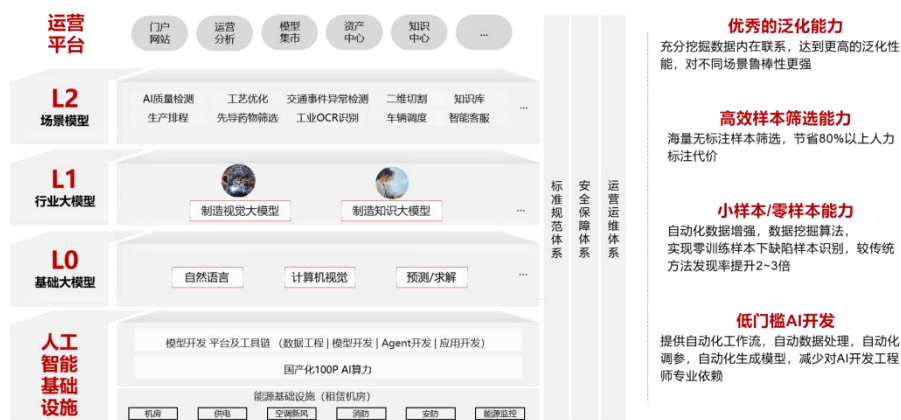 运营
平台
门户
网站
运营
分析
模型
集市
资产
中心
知识
中心
...
L2
场景模型
AI质量检测 工艺优化 交通事件异常检测 二维切割 知识库
生产排程 先导药物筛选 工业OCR识别 车辆调度 智能客服
...
L1
行业大模型
制造视觉大模型 制造知识大模型
...
L0
基础大模型
自然语言 计算机视觉 预测/求解
...
人工
智能
基础
设施
模型开发 平台及工具链 （数据工程 | 模型开发 | Agent开发 | 应用开发）
国产化100P AI算力
能源基础设施（租赁机房）
机房 供电 空调新风 消防 安防 能源监控
标准规范体系
安全保障体系
运营运维体系
优秀的泛化能力
充分挖掘数据内在联系，达到更高的泛化性
能，对不同场景鲁棒性更强
高效样本筛选能力
海量无标注样本筛选，节省80%以上人力
标注代价
小样本/零样本能力
自动化数据增强，数据挖掘算法，
实现零训练样本下缺陷样本识别，较传统
方法发现率提升2~3倍
低门槛AI开发
提供自动化工作流，自动数据处理，自动化
调参，自动化生成模型，减少对AI开发工程
师专业依赖